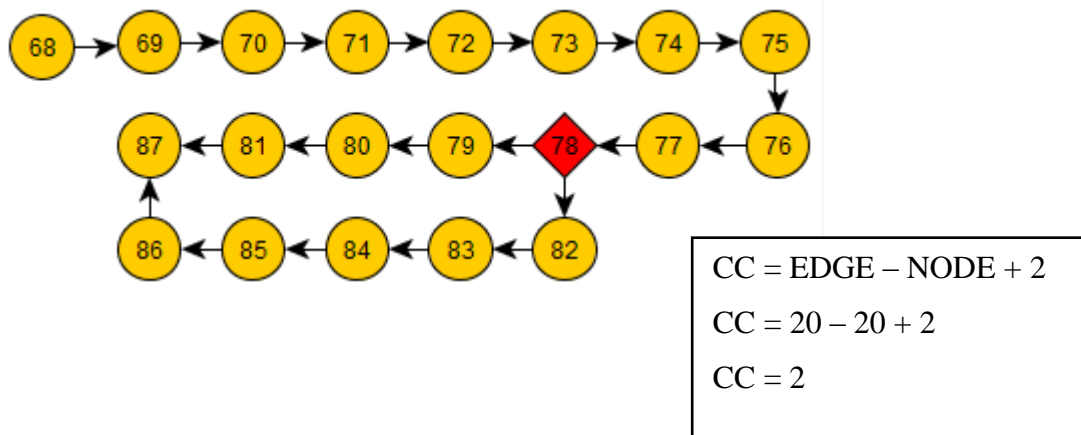 68 69 70 71 72 73 74 75
87 81 80 79 78 77 76
86 85 84 83 82
CC = EDGE – NODE + 2
CC = 20 – 20 + 2
CC = 2